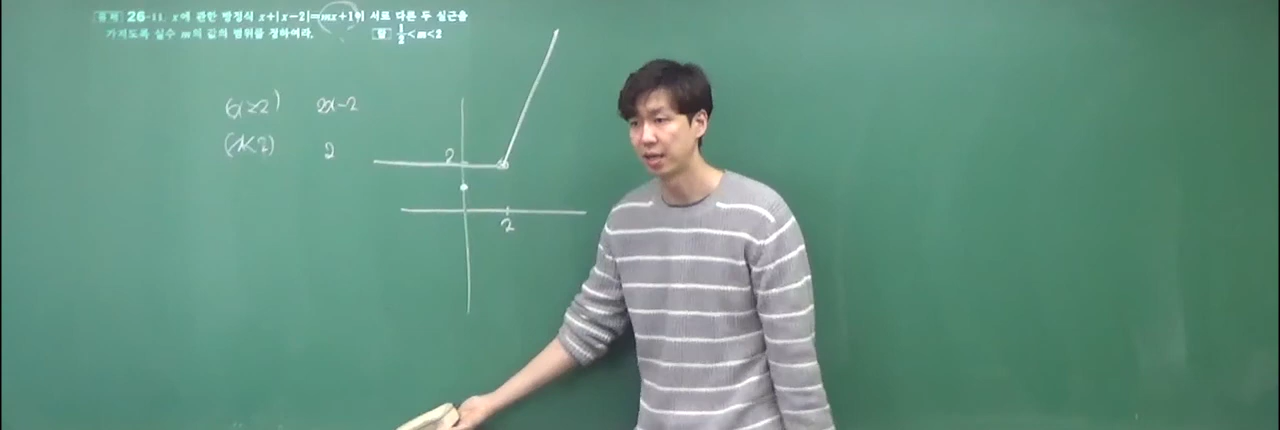 유제 26-11. x에 관한 방정식 x+|x-2|=mx+1이 서로 다른 두 실근을
가지도록 실수 m의 값의 범위를 정하여라. 답 1/2<m<2
(x≥2) 2x-2
(x<2) 2
2
2